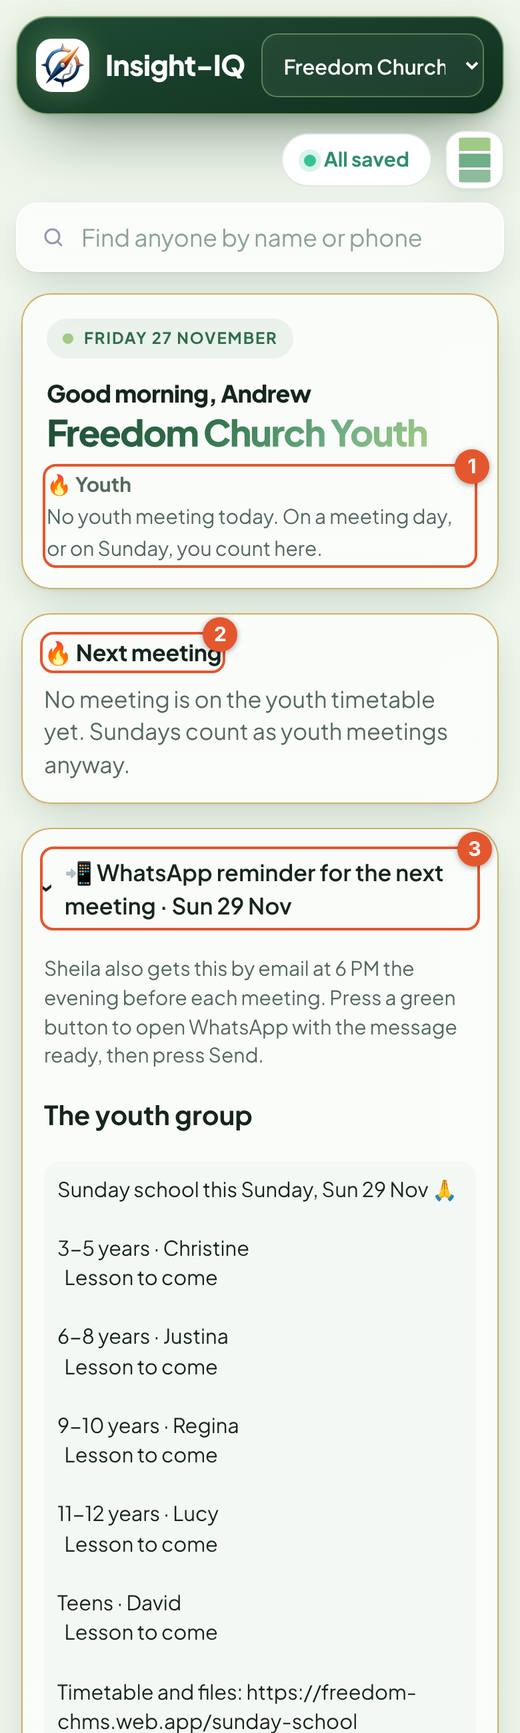 Insight-IQ
Freedom Church
All saved
Find anyone by name or phone
FRIDAY 27 NOVEMBER
Good morning, Andrew
Freedom Church Youth
1
🔥 Youth
No youth meeting today. On a meeting day,
or on Sunday, you count here.
2
🔥 Next meeting
No meeting is on the youth timetable
yet. Sundays count as youth meetings
anyway.
3
📲 WhatsApp reminder for the next
meeting · Sun 29 Nov
Sheila also gets this by email at 6 PM the
evening before each meeting. Press a green
button to open WhatsApp with the message
ready, then press Send.
The youth group
Sunday school this Sunday, Sun 29 Nov 🙏
3–5 years · Christine
Lesson to come
6–8 years · Justina
Lesson to come
9–10 years · Regina
Lesson to come
11–12 years · Lucy
Lesson to come
Teens · David
Lesson to come
Timetable and files: https://freedom-
chms.web.app/sunday-school